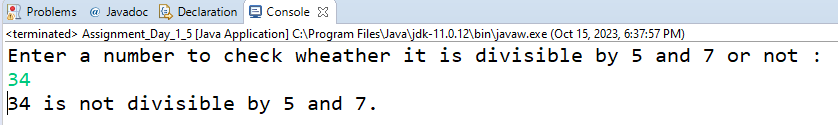 Problems @ Javadoc Declaration Console
<terminated> Assignment_Day_1_5 [Java Application] C:\Program Files\Java\jdk-11.0.12\bin\javaw.exe (Oct 15, 2023, 6:37:57 PM)
Enter a number to check wheather it is divisible by 5 and 7 or not :
34
34 is not divisible by 5 and 7.